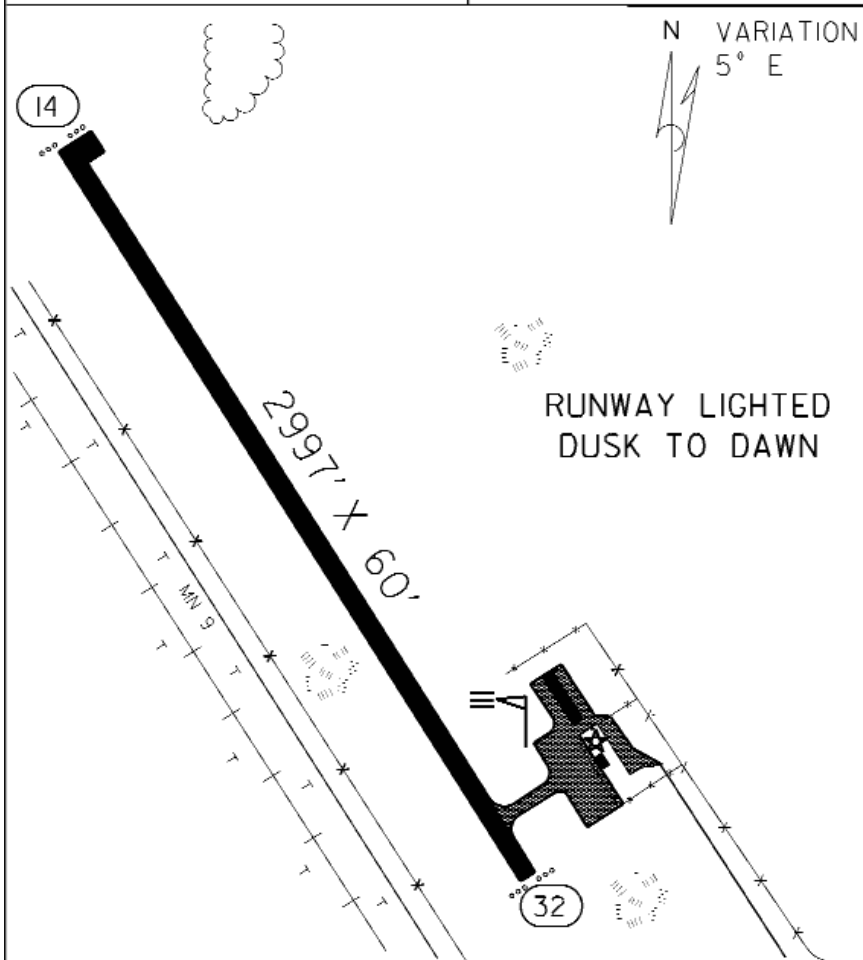 N VARIATION
5° E
14
2997' X 60'
RUNWAY LIGHTED
DUSK TO DAWN
MN 9
32
T
T
T
T
T
T
T
T
T
T
T
T
T